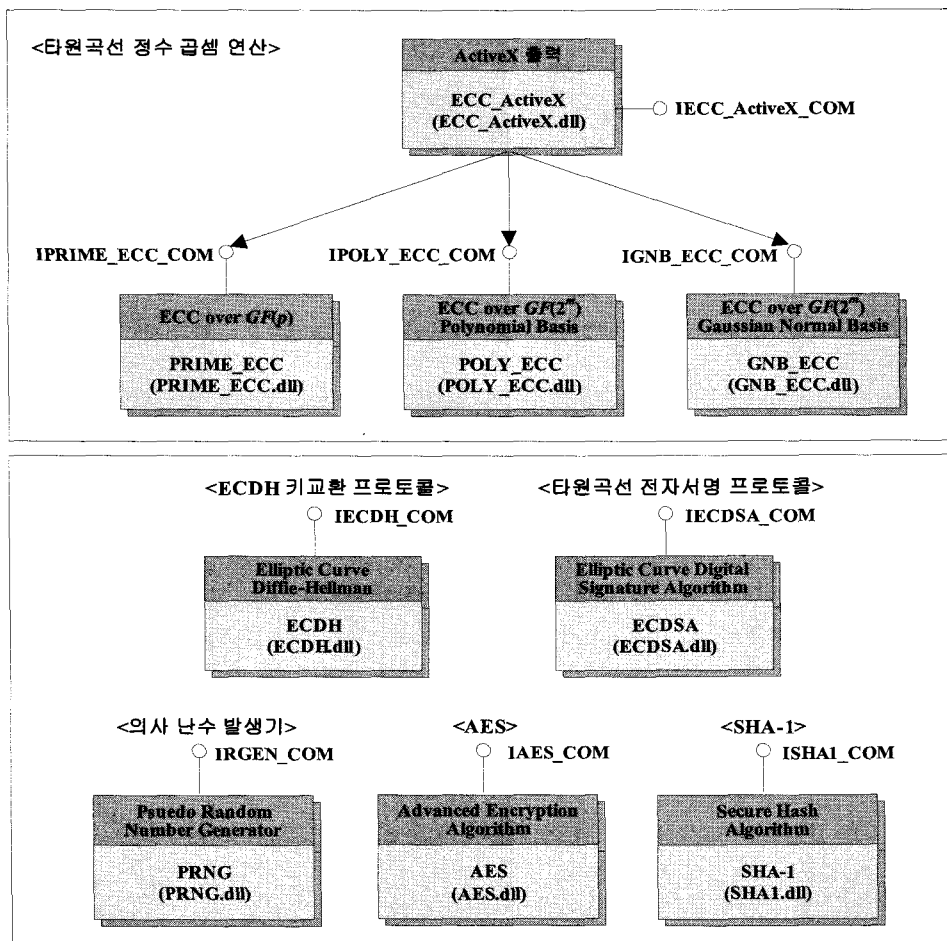 <타원곡선 정수 곱셈 연산>
ActiveX 출력
ECC_ActiveX
(ECC_ActiveX.dll)
IECC_ActiveX_COM
IPRIME_ECC_COM
IPOLY_ECC_COM
IGNB_ECC_COM
ECC over GF(p)
PRIME_ECC
(PRIME_ECC.dll)
ECC over GF(2^m)
Polynomial Basis
POLY_ECC
(POLY_ECC.dll)
ECC over GF(2^m)
Gaussian Normal Basis
GNB_ECC
(GNB_ECC.dll)
<ECDH 키교환 프로토콜>
IECDH_COM
Elliptic Curve
Diffie-Hellman
ECDH
(ECDH.dll)
<타원곡선 전자서명 프로토콜>
IECDSA_COM
Elliptic Curve Digital
Signature Algorithm
ECDSA
(ECDSA.dll)
<의사 난수 발생기>
IRGEN_COM
Psuedo Random
Number Generator
PRNG
(PRNG.dll)
<AES>
IAES_COM
Advanced Encryption
Algorithm
AES
(AES.dll)
<SHA-1>
ISHA1_COM
Secure Hash
Algorithm
SHA-1
(SHA1.dll)